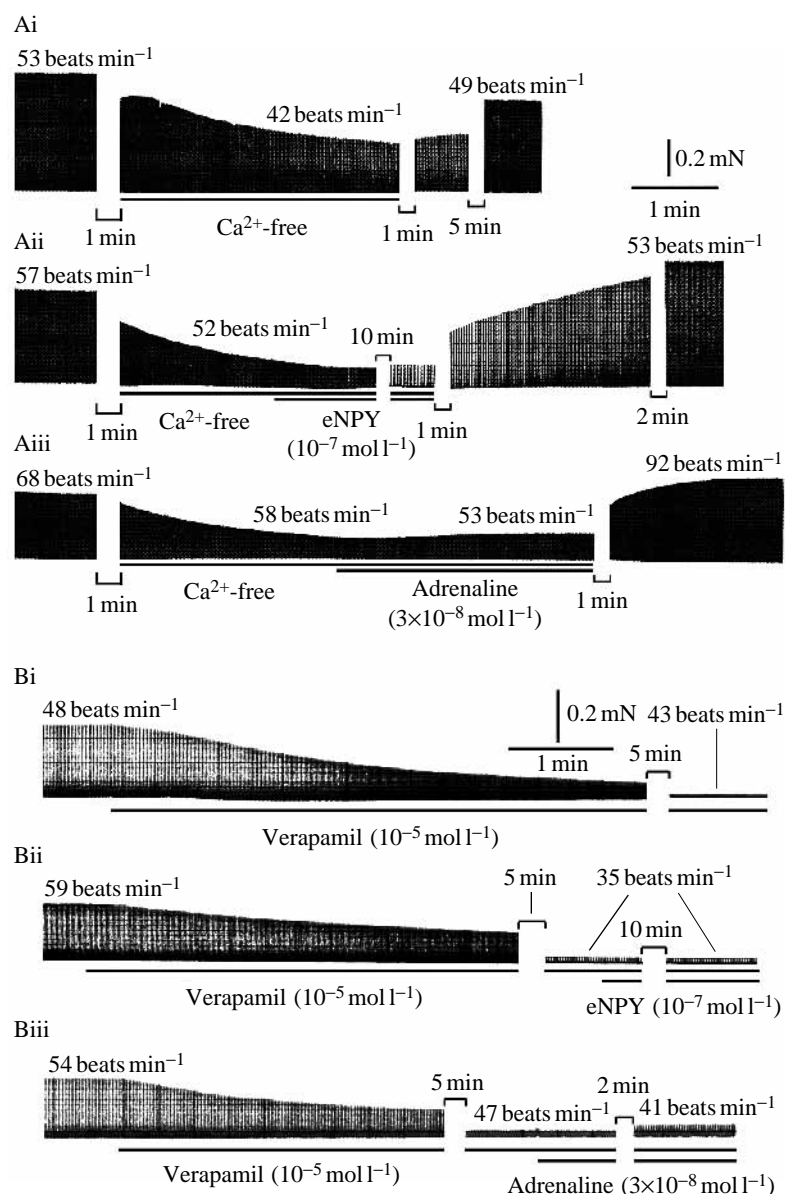 Ai
53 beats min⁻¹
42 beats min⁻¹
49 beats min⁻¹
0.2 mN
1 min
1 min
Ca²⁺-free
1 min
5 min
Aii
57 beats min⁻¹
52 beats min⁻¹
10 min
53 beats min⁻¹
1 min
Ca²⁺-free
eNPY
(10⁻⁷ mol l⁻¹)
1 min
2 min
Aiii
68 beats min⁻¹
58 beats min⁻¹
53 beats min⁻¹
92 beats min⁻¹
1 min
Ca²⁺-free
Adrenaline
(3×10⁻⁸ mol l⁻¹)
1 min
Bi
48 beats min⁻¹
0.2 mN
1 min
5 min
43 beats min⁻¹
Verapamil (10⁻⁵ mol l⁻¹)
Bii
59 beats min⁻¹
5 min
35 beats min⁻¹
10 min
Verapamil (10⁻⁵ mol l⁻¹)
eNPY (10⁻⁷ mol l⁻¹)
Biii
54 beats min⁻¹
5 min
47 beats min⁻¹
2 min
41 beats min⁻¹
Verapamil (10⁻⁵ mol l⁻¹)
Adrenaline (3×10⁻⁸ mol l⁻¹)